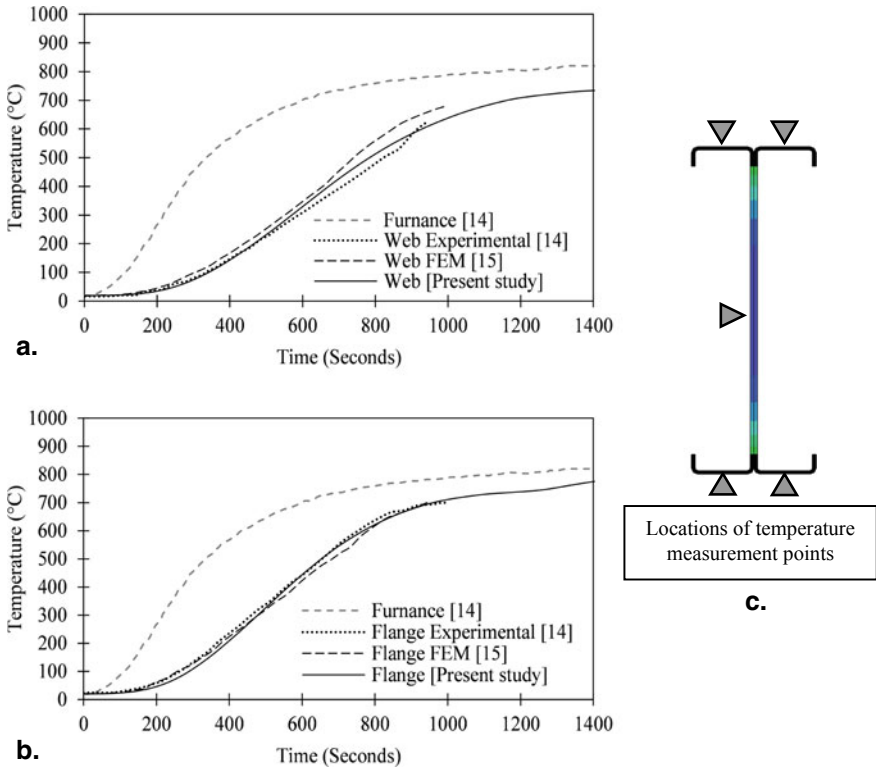 1000
900
800
700
600
500
400
300
200
100
0
Temperature (°C)
Furnance [14]
Web Experimental [14]
Web FEM [15]
Web [Present study]
0 200 400 600 800 1000 1200 1400
Time (Seconds)
a.
1000
900
800
700
600
500
400
300
200
100
0
Temperature (°C)
Furnance [14]
Flange Experimental [14]
Flange FEM [15]
Flange [Present study]
0 200 400 600 800 1000 1200 1400
Time (Seconds)
b.
Locations of temperature
measurement points
c.